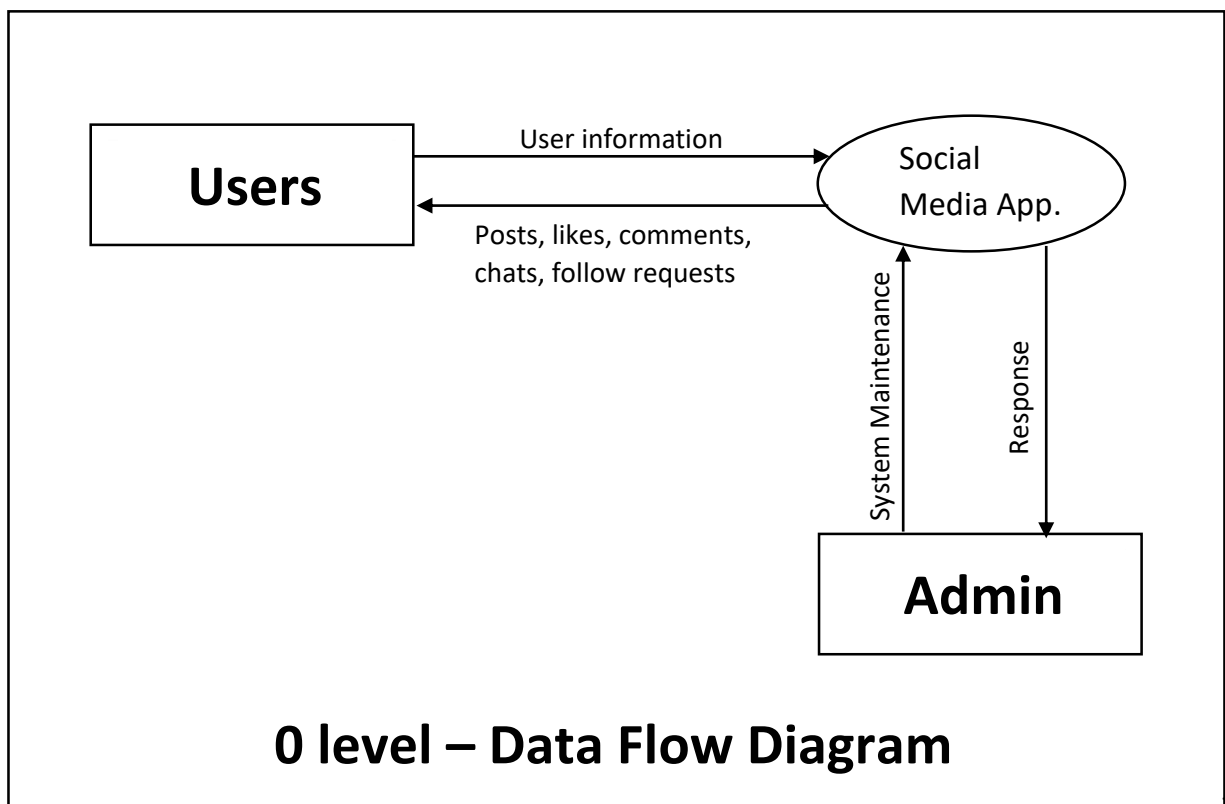 User information
Users
Social
Media App.
Posts, likes, comments,
chats, follow requests
System Maintenance
Response
Admin
0 level – Data Flow Diagram